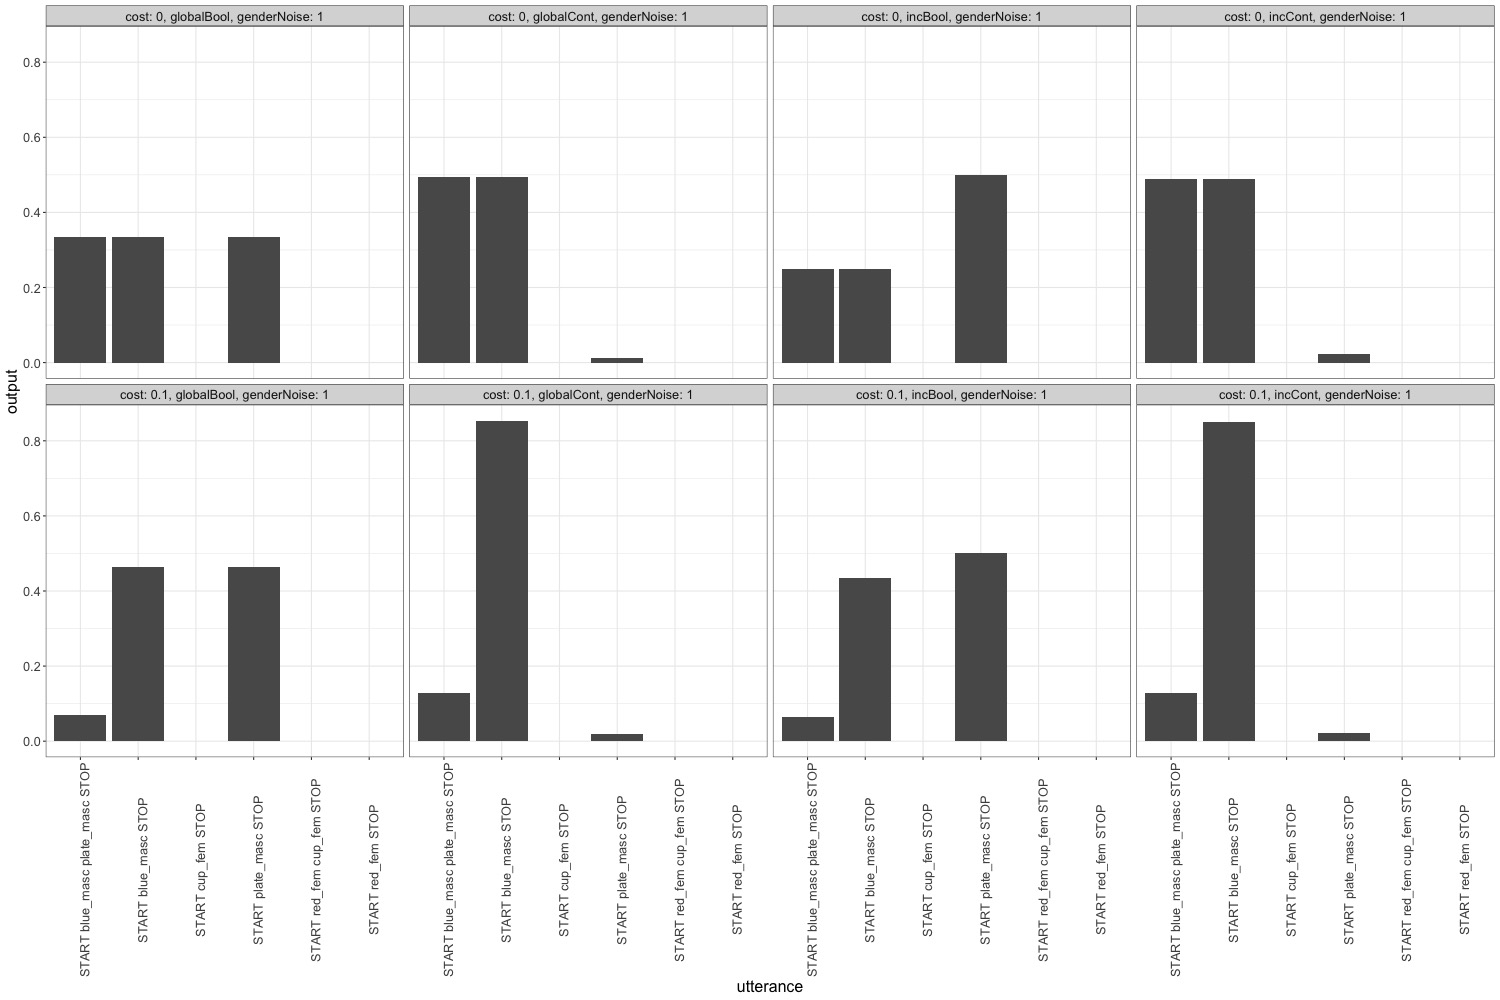 cost: 0, globalBool, genderNoise: 1
cost: 0, globalCont, genderNoise: 1
cost: 0, incBool, genderNoise: 1
cost: 0, incCont, genderNoise: 1
0.8
0.6
0.4
0.2
0.0
cost: 0.1, globalBool, genderNoise: 1
cost: 0.1, globalCont, genderNoise: 1
cost: 0.1, incBool, genderNoise: 1
cost: 0.1, incCont, genderNoise: 1
0.8
0.6
0.4
0.2
0.0
output
START blue_masc plate_masc STOP
START blue_masc STOP
START cup_fem STOP
START plate_masc STOP
START red_fem cup_fem STOP
START red_fem STOP
START blue_masc plate_masc STOP
START blue_masc STOP
START cup_fem STOP
START plate_masc STOP
START red_fem cup_fem STOP
START red_fem STOP
START blue_masc plate_masc STOP
START blue_masc STOP
START cup_fem STOP
START plate_masc STOP
START red_fem cup_fem STOP
START red_fem STOP
START blue_masc plate_masc STOP
START blue_masc STOP
START cup_fem STOP
START plate_masc STOP
START red_fem cup_fem STOP
START red_fem STOP
utterance